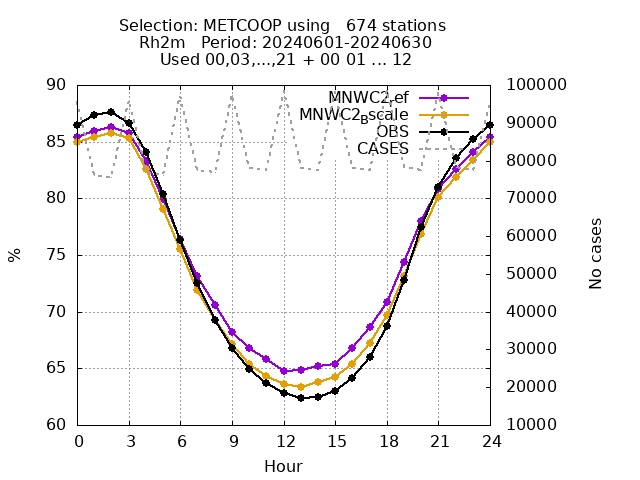 Selection: METCOOP using   674 stations
Rh2m   Period: 20240601-20240630
Used 00,03,...,21 + 00 01 ... 12
90 100000
MNWC2ref 
MNWC2Bscale 90000
85 OBS
CASES 80000
80 70000
75 60000
% No cases
50000
70 40000
65 30000
20000
60 10000
0 3 6 9 12 15 18 21 24
Hour